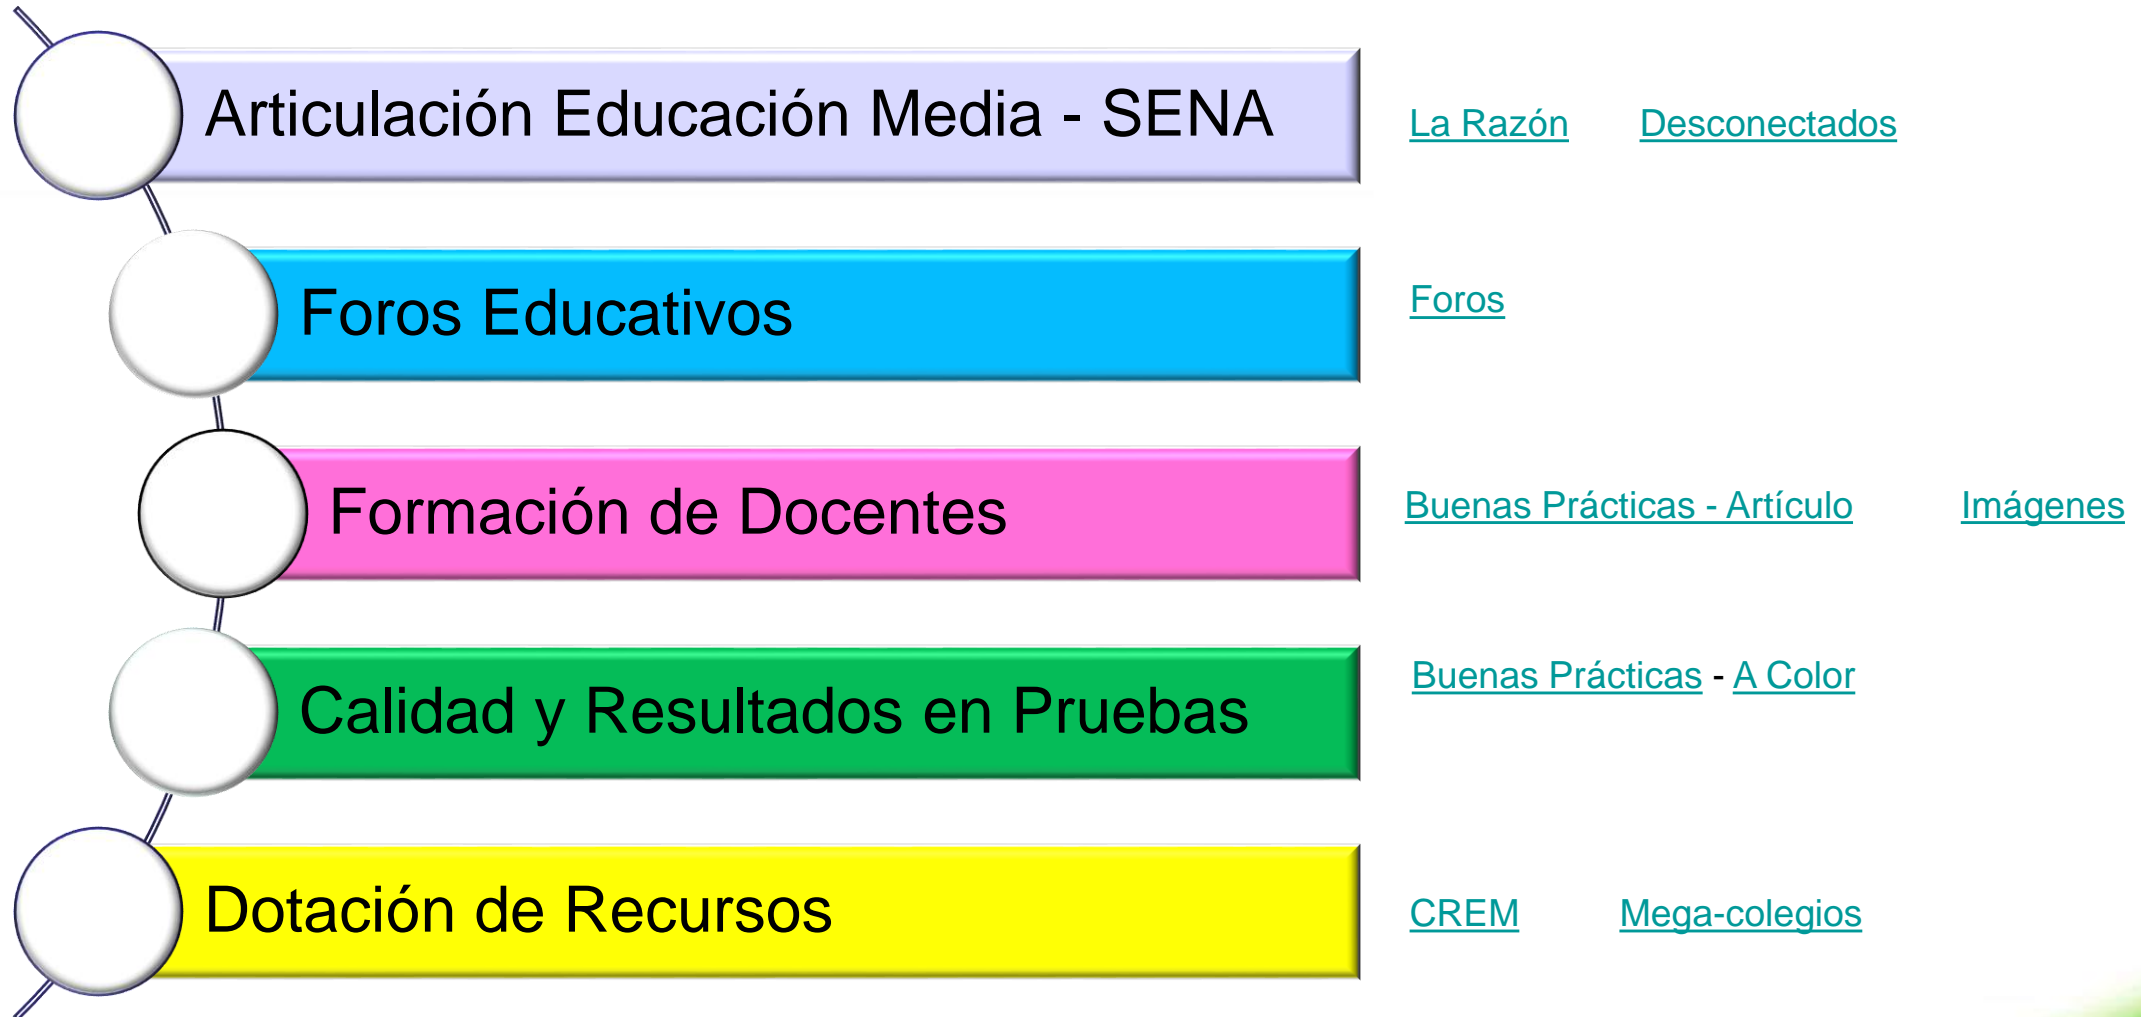 Articulación Educación Media - SENA
La Razón Desconectados
Foros Educativos
Foros
Formación de Docentes
Buenas Prácticas - Artículo Imágenes
Calidad y Resultados en Pruebas
Buenas Prácticas - A Color
Dotación de Recursos
CREM Mega-colegios